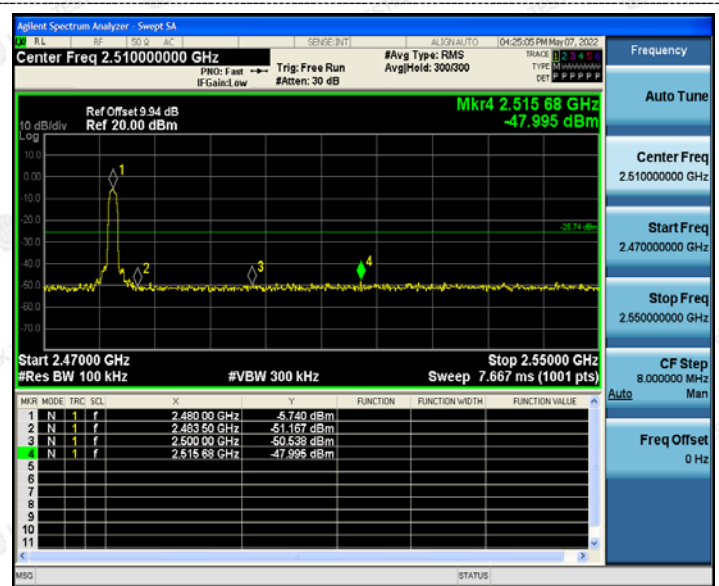 Agilent Spectrum Analyzer - Swept SA
RL RF 50 Ω AC SENSE:INT ALIGNAUTO 04:25:05 PM May 07, 2022
Center Freq 2.510000000 GHz
PNO: Fast
IFGain:Low
Trig: Free Run
#Atten: 30 dB
#Avg Type: RMS
Avg|Hold: 300/300
TRACE 1 2 3 4 5 6
TYPE M
DET P P P P P P
Frequency
Auto Tune
Center Freq
2.510000000 GHz
Start Freq
2.470000000 GHz
Stop Freq
2.550000000 GHz
CF Step
8.000000 MHz
Auto Man
Freq Offset
0 Hz
Ref Offset 9.94 dB
10 dB/div Ref 20.00 dBm
Log
Mkr4 2.515 68 GHz
-47.995 dBm
10.0
0.00
-10.0
-20.0
-30.0
-40.0
-50.0
-60.0
-70.0
1
2
3
4
-25.74 dBm
Start 2.47000 GHz Stop 2.55000 GHz
#Res BW 100 kHz #VBW 300 kHz Sweep 7.667 ms (1001 pts)
MKR MODE TRC SCL X Y FUNCTION FUNCTION WIDTH FUNCTION VALUE
1 N 1 f 2.480 00 GHz -5.740 dBm
2 N 1 f 2.483 50 GHz -51.167 dBm
3 N 1 f 2.500 00 GHz -50.538 dBm
4 N 1 f 2.515 68 GHz -47.995 dBm
5
6
7
8
9
10
11
MSG STATUS